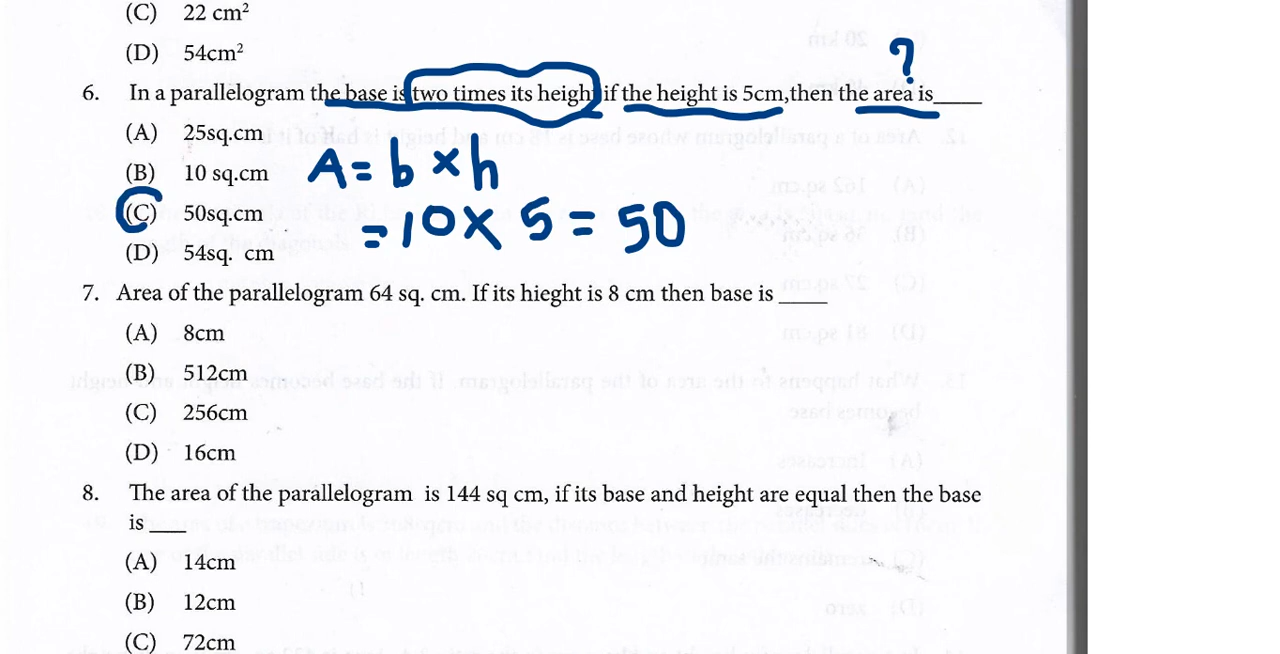 (C) 22 cm²
(D) 54cm²
?
6. In a parallelogram the base is two times its height if the height is 5cm,then the area is____
(A) 25sq.cm
A = b × h
(B) 10 sq.cm
(C) 50sq.cm
= 10 × 5 = 50
(D) 54sq. cm
7. Area of the parallelogram 64 sq. cm. If its hieght is 8 cm then base is ____
(A) 8cm
(B) 512cm
(C) 256cm
(D) 16cm
8. The area of the parallelogram is 144 sq cm, if its base and height are equal then the base
is ___
(A) 14cm
(B) 12cm
(C) 72cm